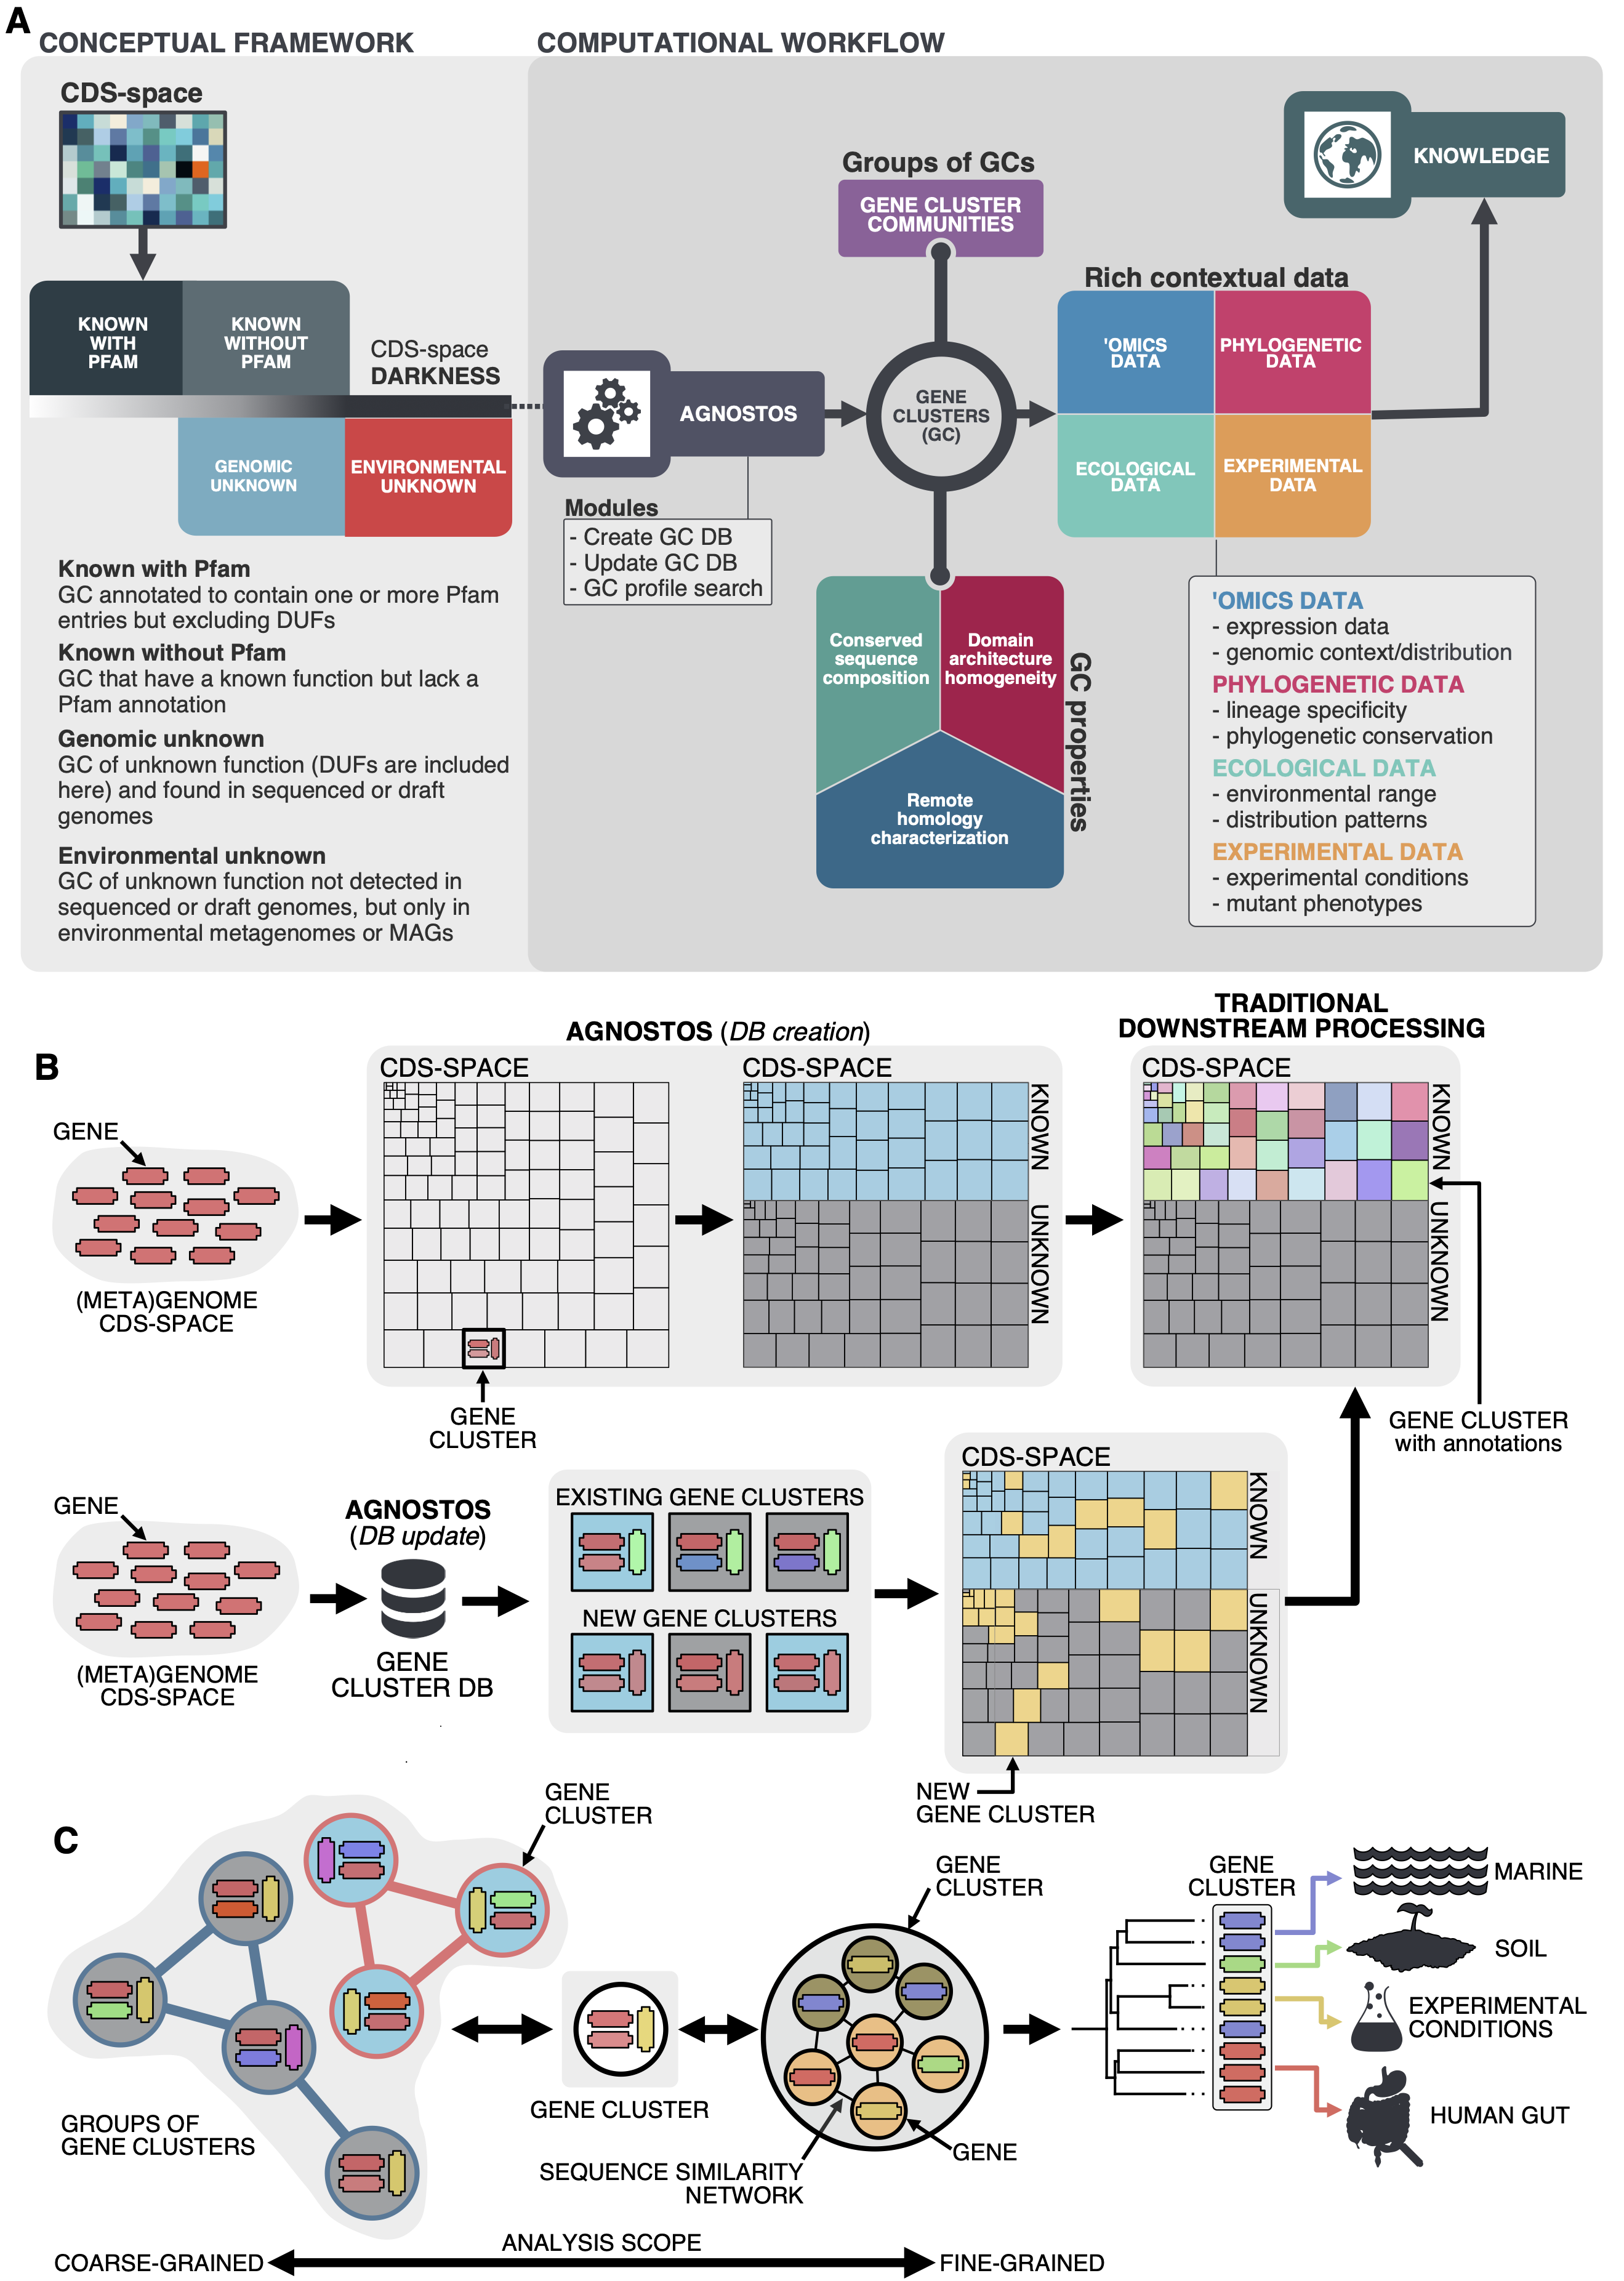 A
CONCEPTUAL FRAMEWORK
COMPUTATIONAL WORKFLOW
CDS-space
KNOWN
WITH
PFAM
KNOWN
WITHOUT
PFAM
CDS-space
DARKNESS
GENOMIC
UNKNOWN
ENVIRONMENTAL
UNKNOWN
Known with Pfam
GC annotated to contain one or more Pfam
entries but excluding DUFs
Known without Pfam
GC that have a known function but lack a
Pfam annotation
Genomic unknown
GC of unknown function (DUFs are included
here) and found in sequenced or draft
genomes
Environmental unknown
GC of unknown function not detected in
sequenced or draft genomes, but only in
environmental metagenomes or MAGs
AGNOSTOS
Modules
- Create GC DB
- Update GC DB
- GC profile search
Groups of GCs
GENE CLUSTER
COMMUNITIES
GENE
CLUSTERS
(GC)
Conserved
sequence
composition
Domain
architecture
homogeneity
Remote
homology
characterization
GC properties
Rich contextual data
'OMICS
DATA
PHYLOGENETIC
DATA
ECOLOGICAL
DATA
EXPERIMENTAL
DATA
KNOWLEDGE
'OMICS DATA
- expression data
- genomic context/distribution
PHYLOGENETIC DATA
- lineage specificity
- phylogenetic conservation
ECOLOGICAL DATA
- environmental range
- distribution patterns
EXPERIMENTAL DATA
- experimental conditions
- mutant phenotypes
B
AGNOSTOS (DB creation)
TRADITIONAL
DOWNSTREAM PROCESSING
GENE
(META)GENOME
CDS-SPACE
CDS-SPACE
GENE
CLUSTER
CDS-SPACE
KNOWN
UNKNOWN
CDS-SPACE
KNOWN
UNKNOWN
GENE CLUSTER
with annotations
GENE
(META)GENOME
CDS-SPACE
AGNOSTOS
(DB update)
GENE
CLUSTER DB
EXISTING GENE CLUSTERS
NEW GENE CLUSTERS
CDS-SPACE
KNOWN
UNKNOWN
NEW
GENE CLUSTER
C
GENE
CLUSTER
GROUPS OF
GENE CLUSTERS
GENE CLUSTER
GENE
CLUSTER
GENE
SEQUENCE SIMILARITY
NETWORK
GENE
CLUSTER
MARINE
SOIL
EXPERIMENTAL
CONDITIONS
HUMAN GUT
ANALYSIS SCOPE
COARSE-GRAINED
FINE-GRAINED